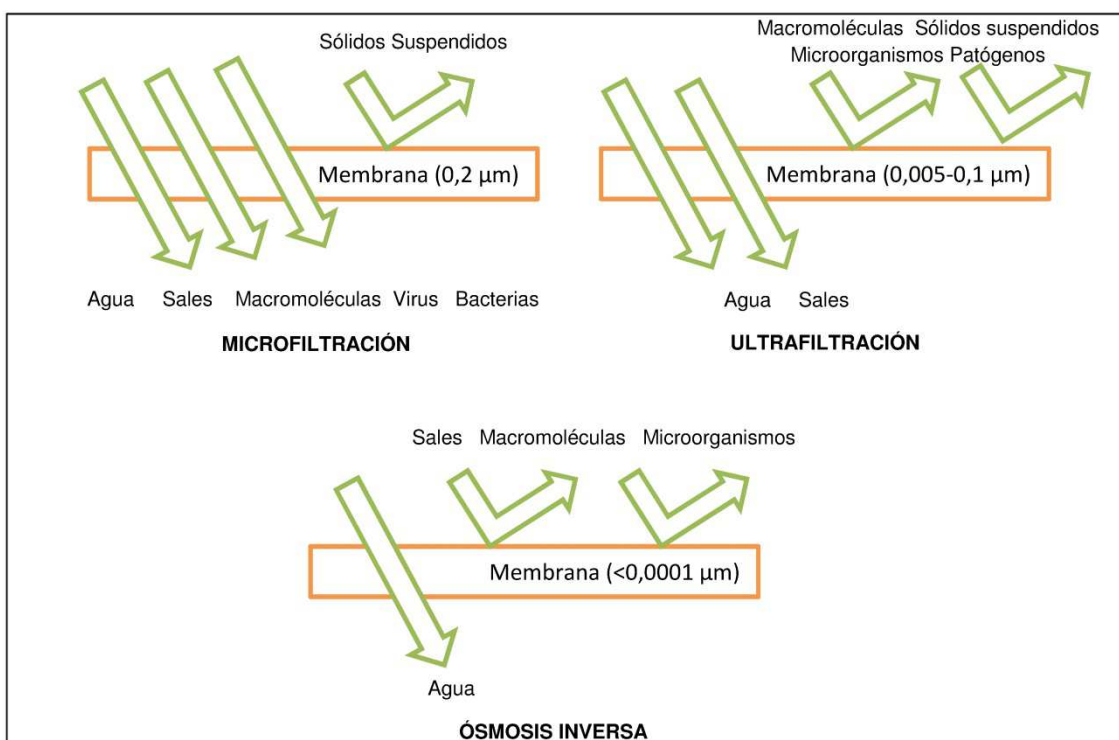 Sólidos Suspendidos
Membrana (0,2 µm)
Agua Sales Macromoléculas Virus Bacterias
MICROFILTRACIÓN
Macromoléculas Sólidos suspendidos
Microorganismos Patógenos
Membrana (0,005-0,1 µm)
Agua Sales
ULTRAFILTRACIÓN
Sales Macromoléculas Microorganismos
Membrana (<0,0001 µm)
Agua
ÓSMOSIS INVERSA